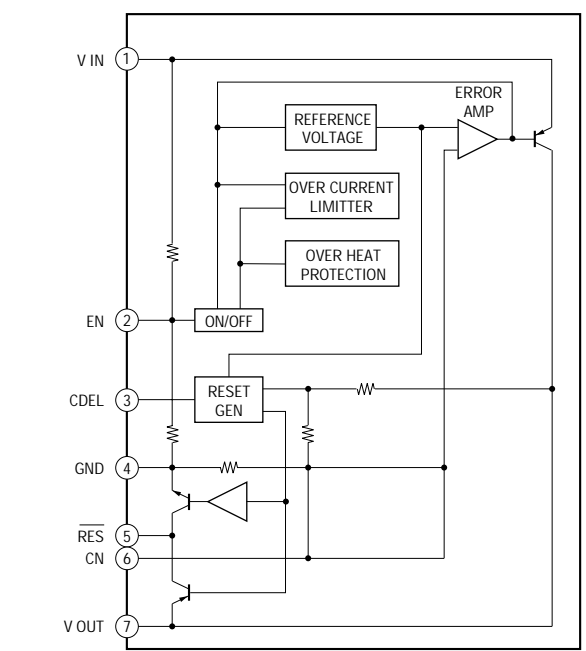 V IN 1
ERROR
AMP
REFERENCE
VOLTAGE
OVER CURRENT
LIMITTER
OVER HEAT
PROTECTION
EN 2
ON/OFF
CDEL 3
RESET
GEN
GND 4
RES 5
CN 6
V OUT 7